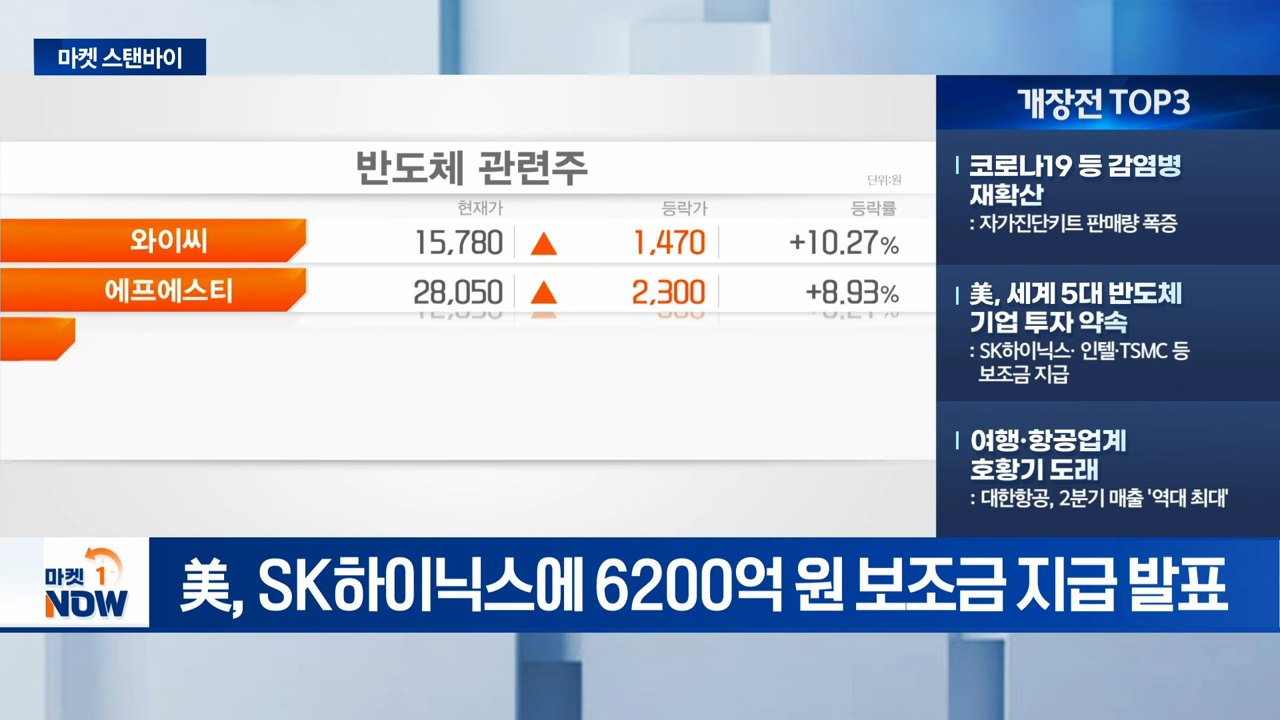 마켓 스탠바이
반도체 관련주
단위:원
현재가 등락가 등락률
와이씨 15,780 ▲ 1,470 +10.27%
에프에스티 28,050 ▲ 2,300 +8.93%
개장전 TOP3
코로나19 등 감염병
재확산
: 자가진단키트 판매량 폭증
美, 세계 5대 반도체
기업 투자 약속
: SK하이닉스· 인텔·TSMC 등
보조금 지급
여행·항공업계
호황기 도래
: 대한항공, 2분기 매출 '역대 최대'
마켓 1
NOW
美, SK하이닉스에 6200억 원 보조금 지급 발표